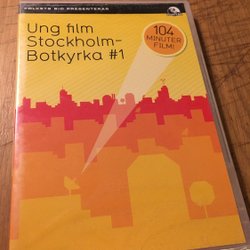 FOLKETS BIO PRESENTERAR
Ung film
Stockholm-
Botkyrka #1
104
MINUTER
FILM!